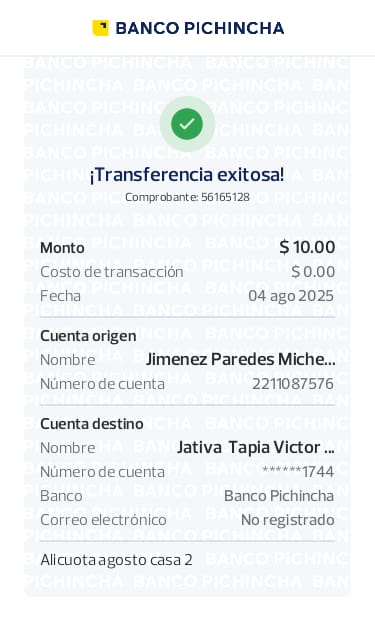 BANCO PICHINCHA
¡Transferencia exitosa!
Comprobante: 56165128
Monto $ 10.00
Costo de transacción $ 0.00
Fecha 04 ago 2025
Cuenta origen
Nombre Jimenez Paredes Miche...
Número de cuenta 2211087576
Cuenta destino
Nombre Jativa Tapia Victor ...
Número de cuenta ******1744
Banco Banco Pichincha
Correo electrónico No registrado
Alicuota agosto casa 2